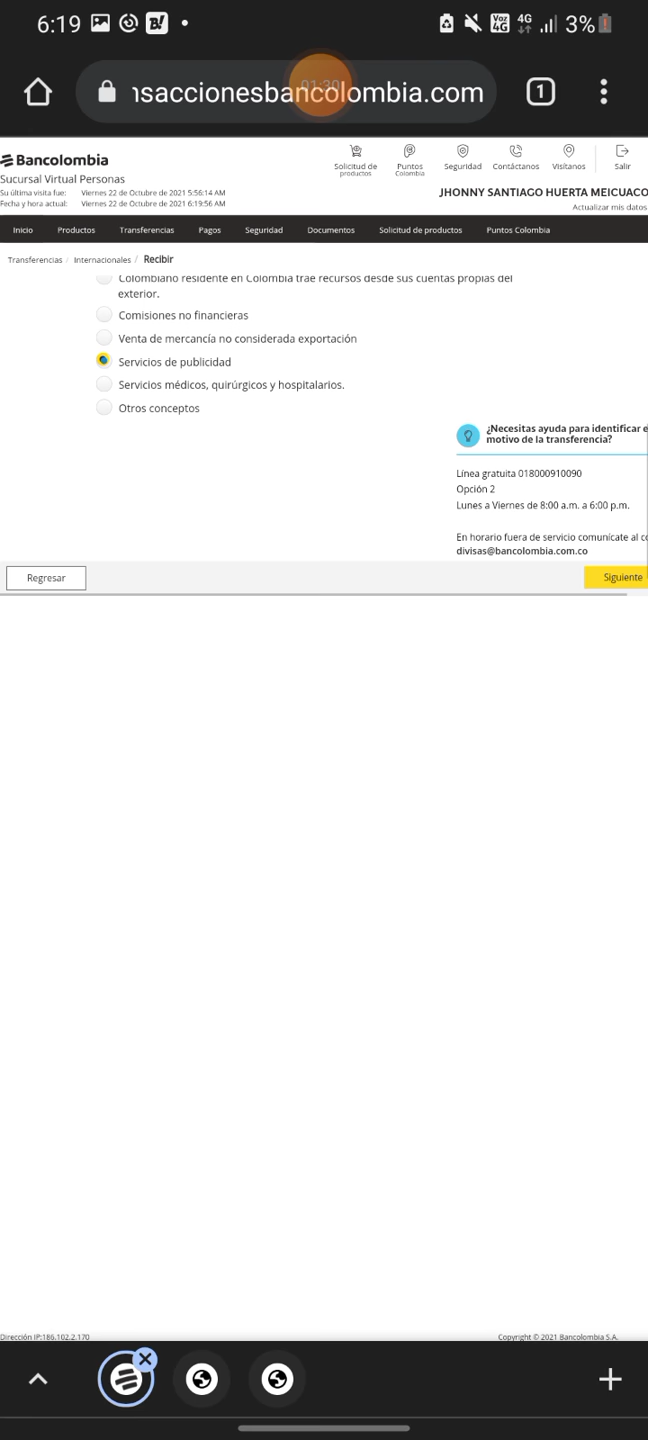 6:19
Voz
4G
4G
3%
01:30
nsaccionesbancolombia.com
1
Bancolombia
Sucursal Virtual Personas
Su última visita fue: Viernes 22 de Octubre de 2021 5:56:14 AM
Fecha y hora actual: Viernes 22 de Octubre de 2021 6:19:56 AM
Solicitud de productos
Puntos Colombia
Seguridad
Contáctanos
Visítanos
Salir
JHONNY SANTIAGO HUERTA MEICUACO
Actualizar mis datos
Inicio Productos Transferencias Pagos Seguridad Documentos Solicitud de productos Puntos Colombia
Transferencias / Internacionales / Recibir
Colombiano residente en Colombia trae recursos desde sus cuentas propias del
exterior.
Comisiones no financieras
Venta de mercancía no considerada exportación
Servicios de publicidad
Servicios médicos, quirúrgicos y hospitalarios.
Otros conceptos
¿Necesitas ayuda para identificar e
motivo de la transferencia?
Línea gratuita 018000910090
Opción 2
Lunes a Viernes de 8:00 a.m. a 6:00 p.m.
En horario fuera de servicio comunícate al co
divisas@bancolombia.com.co
Regresar
Siguiente
Dirección IP:186.102.2.170
Copyright © 2021 Bancolombia S.A.